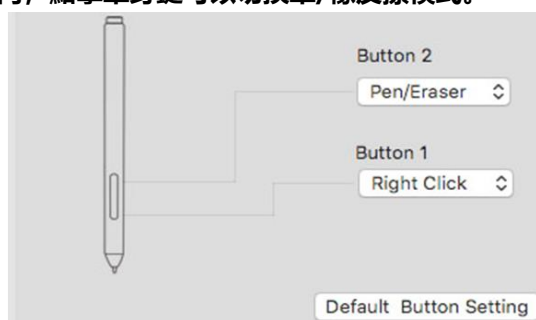 Button 2
Pen/Eraser
Button 1
Right Click
Default Button Setting